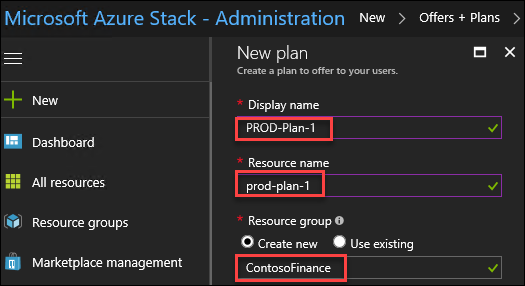 Microsoft Azure Stack - Administration New > Offers + Plans >
New plan
Create a plan to offer to your users.
New
* Display name
PROD-Plan-1
Dashboard
* Resource name
All resources
prod-plan-1
Resource groups
* Resource group
Create new Use existing
Marketplace management
ContosoFinance